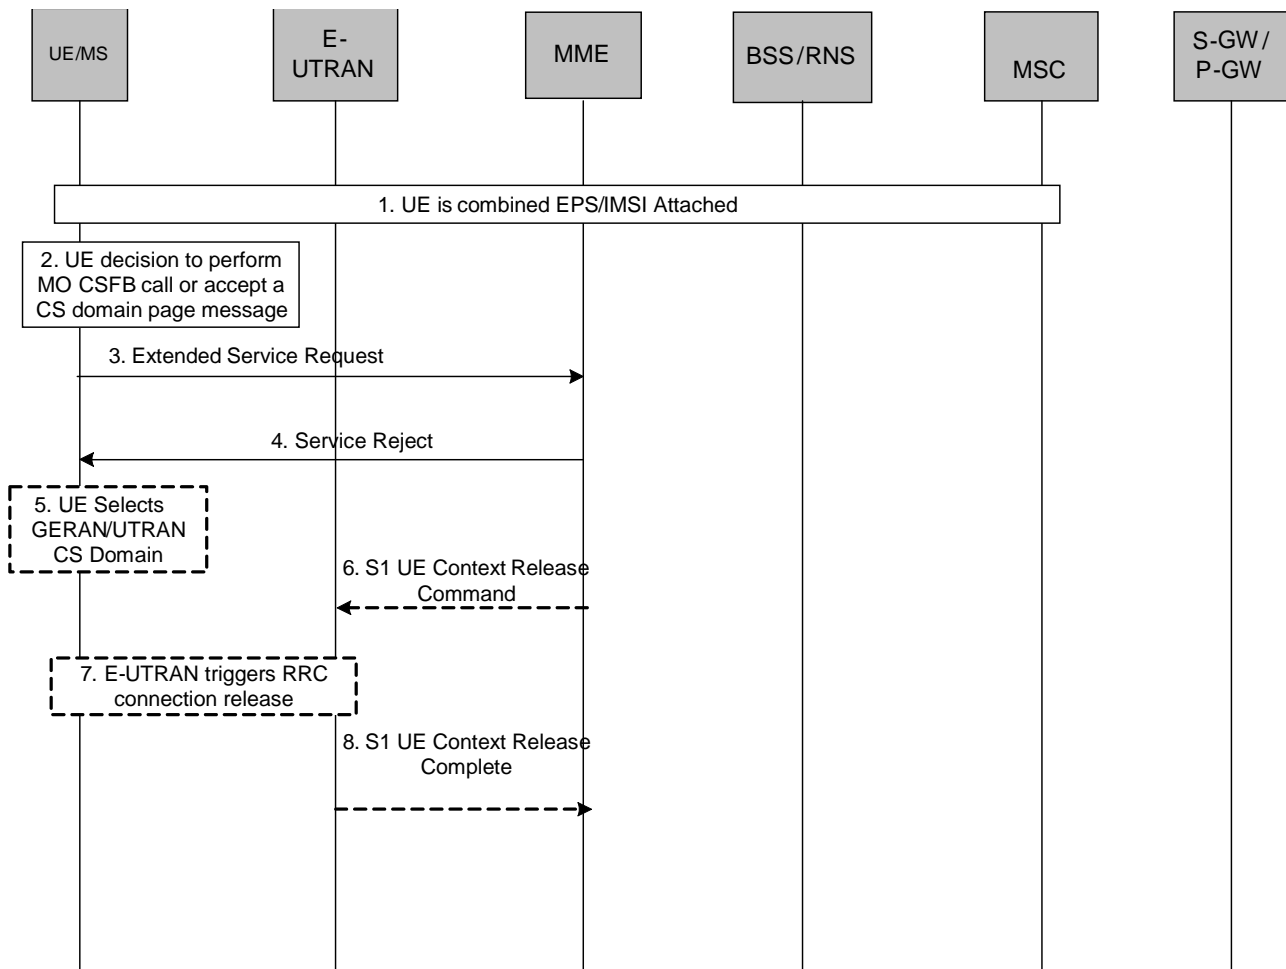 UE/MS
E-
UTRAN
MME
BSS/RNS
MSC
S-GW/
P-GW
1. UE is combined EPS/IMSI Attached
2. UE decision to perform
MO CSFB call or accept a
CS domain page message
3. Extended Service Request
4. Service Reject
5. UE Selects
GERAN/UTRAN
CS Domain
6. S1 UE Context Release
Command
7. E-UTRAN triggers RRC
connection release
8. S1 UE Context Release
Complete